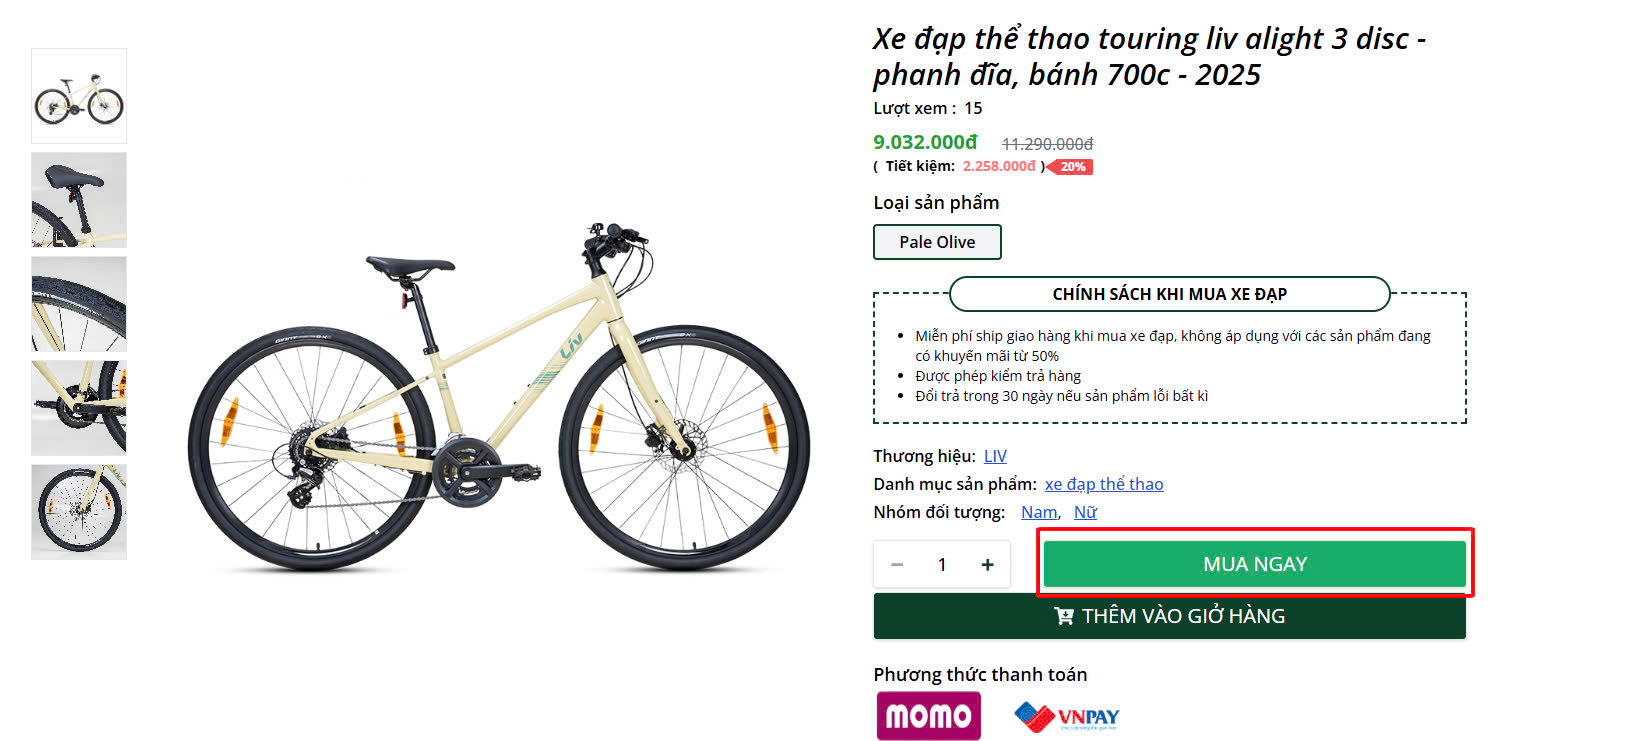 Xe đạp thể thao touring liv alight 3 disc -
phanh đĩa, bánh 700c - 2025
Lượt xem : 15
9.032.000đ 11.290.000đ
( Tiết kiệm: 2.258.000đ ) 20%
Loại sản phẩm
Pale Olive
CHÍNH SÁCH KHI MUA XE ĐẠP
Miễn phí ship giao hàng khi mua xe đạp, không áp dụng với các sản phẩm đang
có khuyến mãi từ 50%
Được phép kiểm trả hàng
Đổi trả trong 30 ngày nếu sản phẩm lỗi bất kì
Thương hiệu: LIV
Danh mục sản phẩm: xe đạp thể thao
Nhóm đối tượng: Nam, Nữ
− 1 + MUA NGAY
THÊM VÀO GIỞ HÀNG
Phương thức thanh toán
momo VNPAY
Liv
GIANT